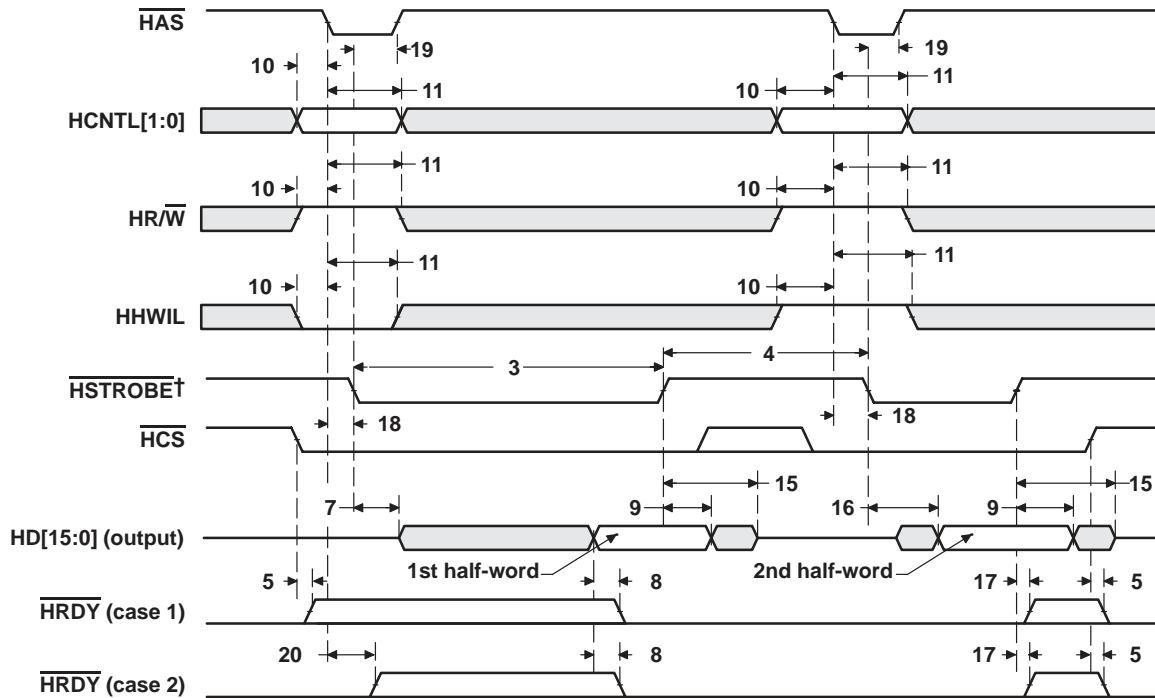 HAS
19
19
10
11
11
10
HCNTL[1:0]
11
11
10
10
HR/W
11
11
10
10
HHWIL
3
4
HSTROBE†
18
18
HCS
7
9
15
16
9
15
HD[15:0] (output)
1st half-word
2nd half-word
5
8
17
5
HRDY (case 1)
20
8
17
5
HRDY (case 2)